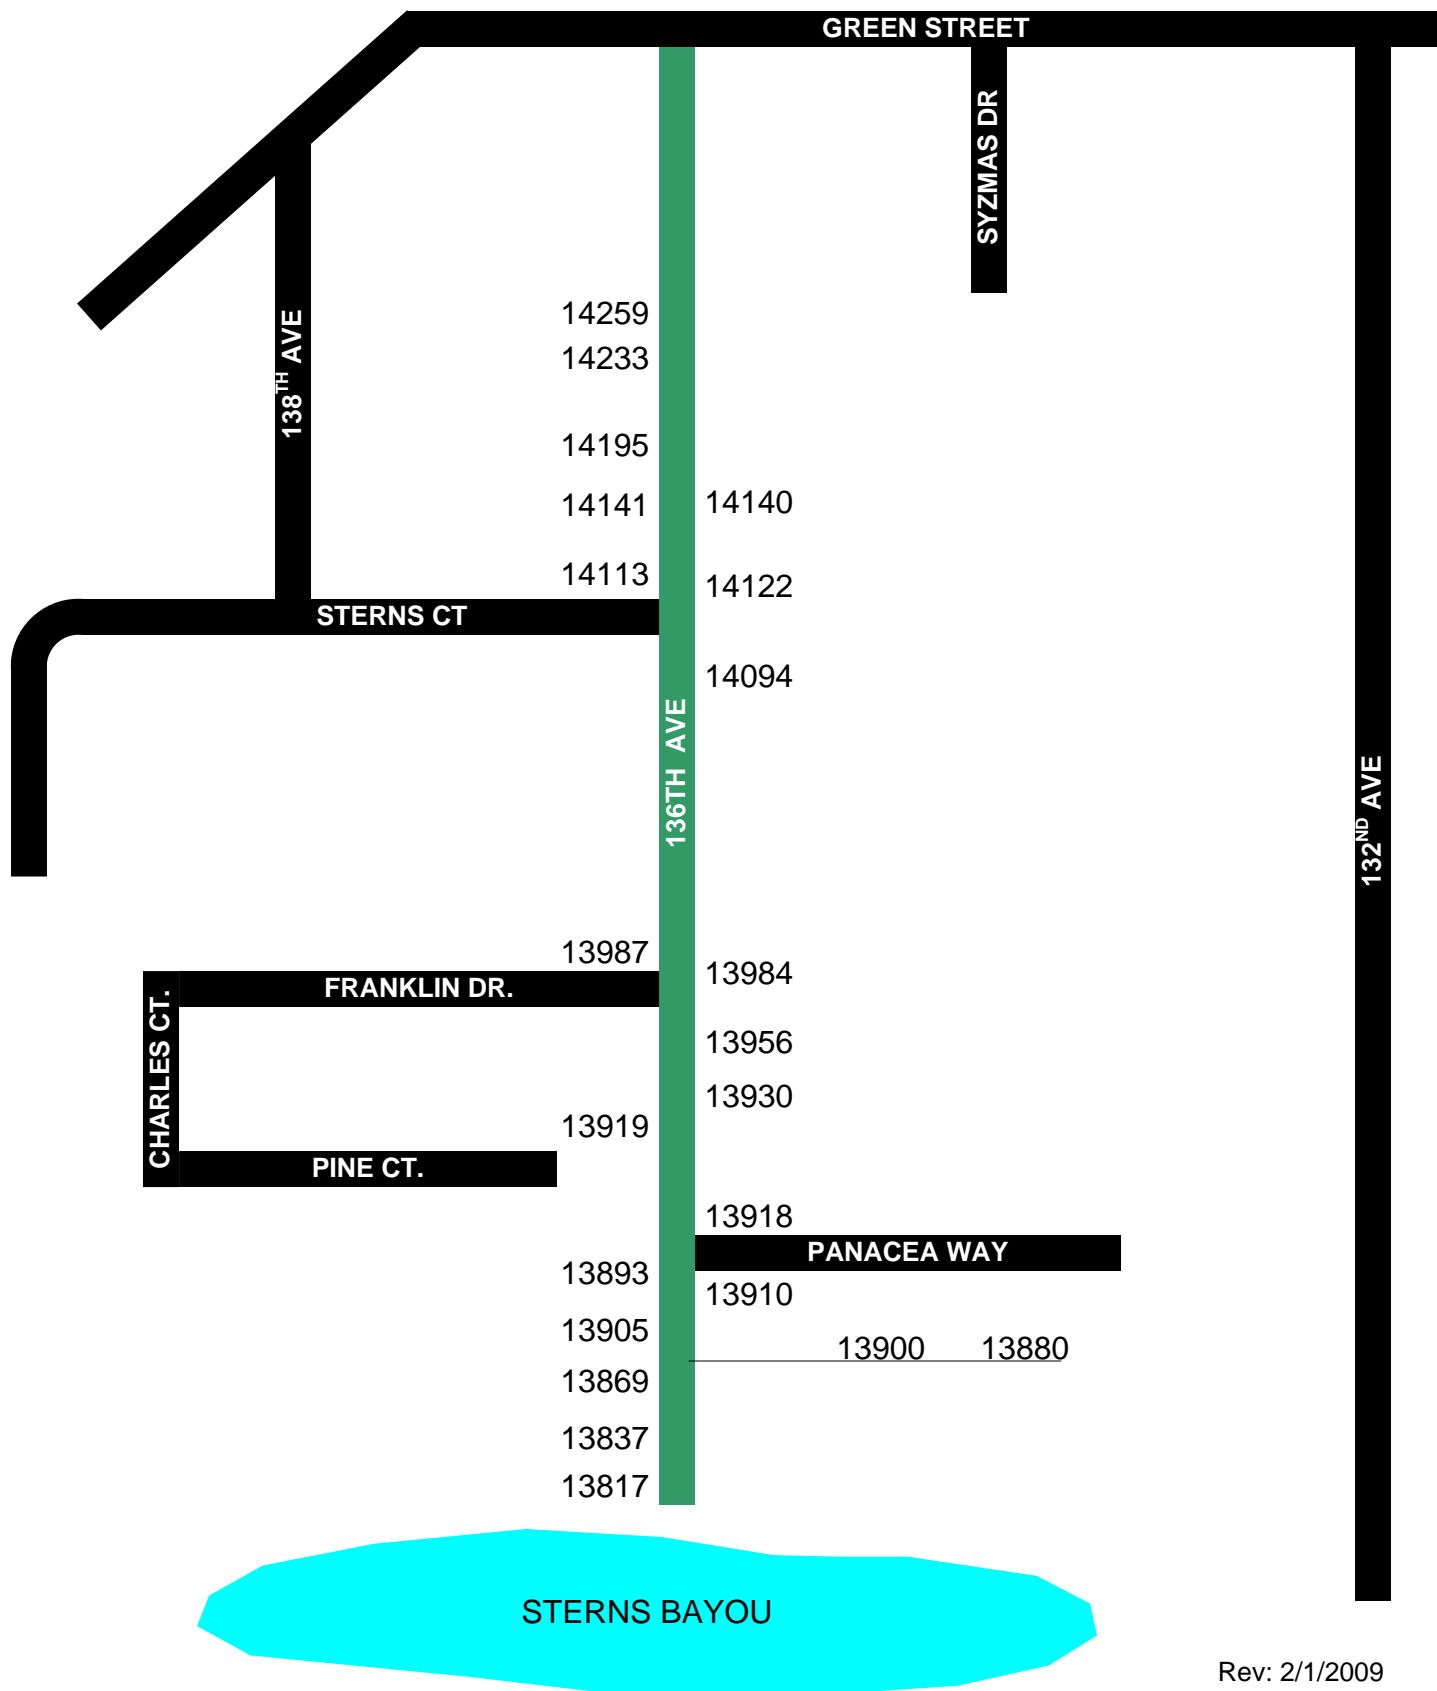 GREEN STREET
SYZMAS DR
14259
138TH AVE
14233
14195
14141 14140
14113 14122
STERNS CT
14094
136TH AVE
132ND AVE
13987
13984
FRANKLIN DR.
CHARLES CT.
13956
13930
13919
PINE CT.
13918
PANACEA WAY
13893
13910
13905
13900 13880
13869
13837
13817
STERNS BAYOU
Rev: 2/1/2009